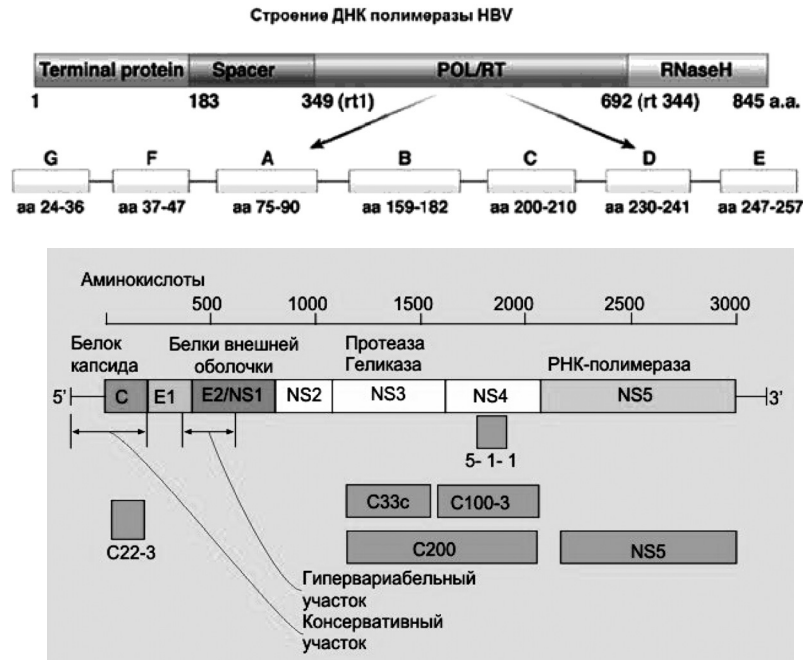 Строение ДНК полимеразы HBV
Terminal protein Spacer POL/RT RNaseH
1 183 349 (rt1) 692 (rt 344) 845 a.a.
G F A B C D E
aa 24-36 aa 37-47 aa 75-90 aa 159-182 aa 200-210 aa 230-241 aa 247-257
Аминокислоты
500 1000 1500 2000 2500 3000
Белок
капсида
Белки внешней
оболочки
Протеаза
Геликаза
РНК-полимераза
5’ C E1 E2/NS1 NS2 NS3 NS4 NS5 3’
5- 1- 1
C33c C100-3
C22-3
C200 NS5
Гипервариабельный
участок
Консервативный
участок